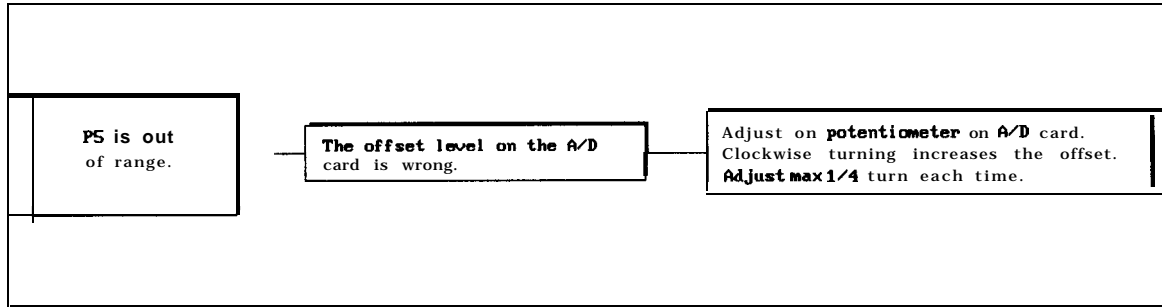 P5 is out
of range.
The offset level on the A/D
card is wrong.
Adjust on potentiometer on A/D card.
Clockwise turning increases the offset.
Adjust max 1/4 turn each time.